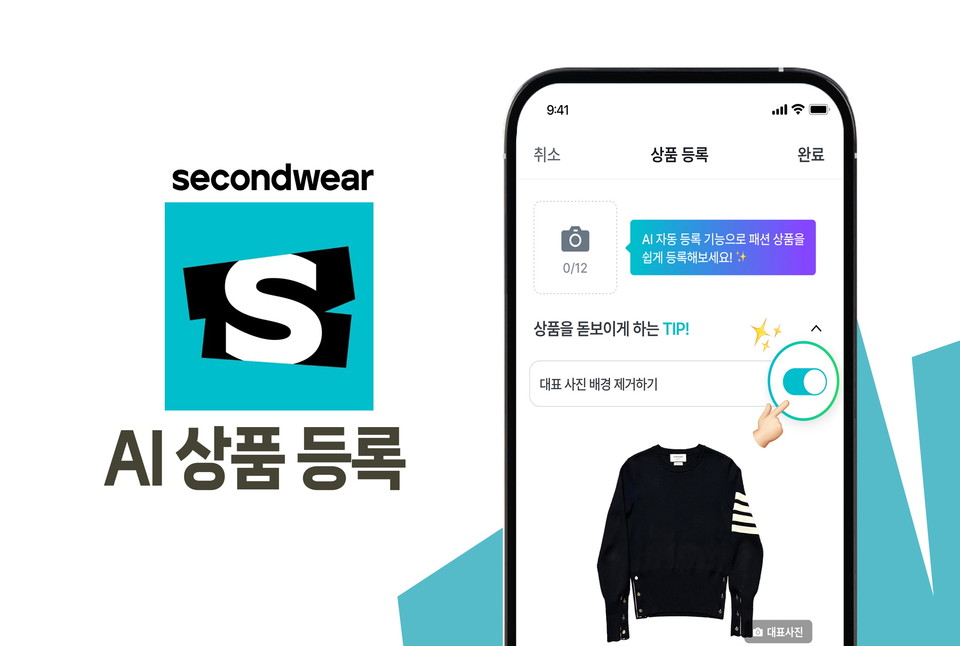 secondwear
S
AI 상품 등록
9:41
취소
상품 등록
완료
0/12
AI 자동 등록 기능으로 패션 상품을
쉽게 등록해보세요! ✨
상품을 돋보이게 하는 TIP!
대표 사진 배경 제거하기
대표사진